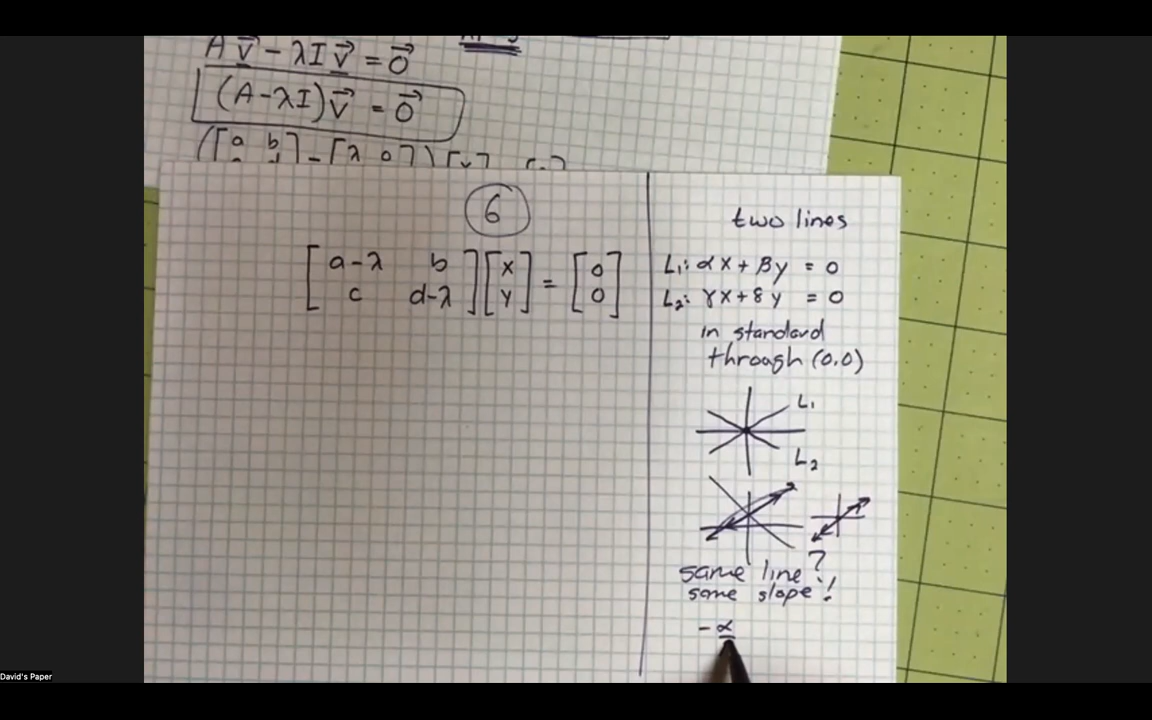 A v⃗ - λI v⃗ = 0⃗
(A-λI) v⃗ = 0⃗
([a b] - [λ 0])
6
[a-λ b] [x] = [0]
[c d-λ] [y] [0]
two lines
L₁: αx + βy = 0
L₂: γx + δy = 0
in standard
through (0,0)
L₁
L₂
same line?
same slope!
- α
David's Paper